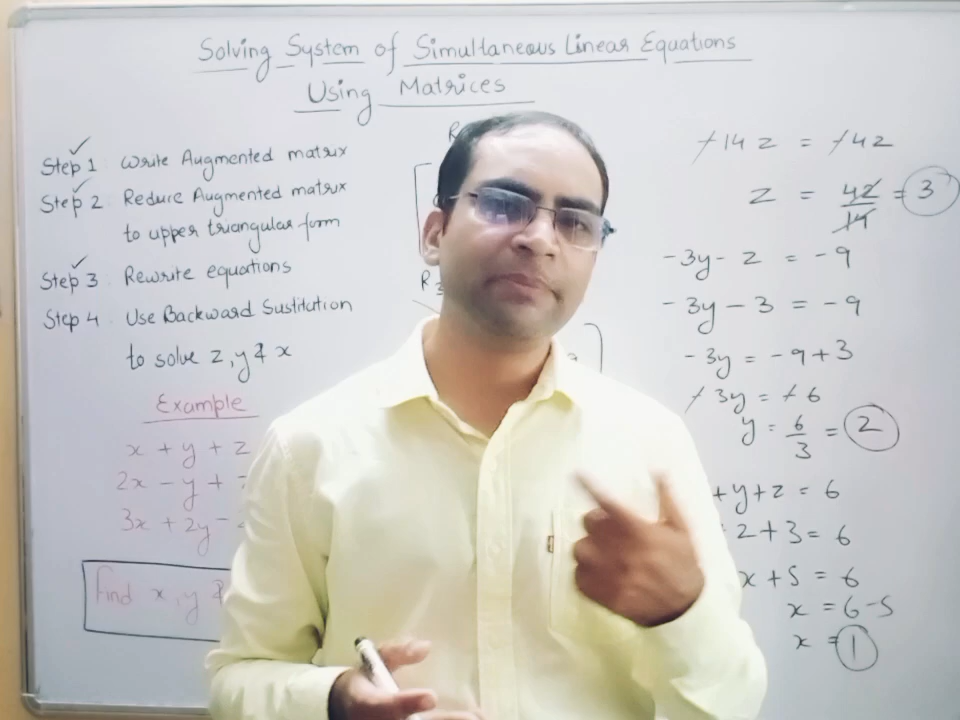 Solving System of Simultaneous Linear Equations
Using Matrices
Step 1 : Write Augmented matrix
Step 2 : Reduce Augmented matrix
to upper triangular form
Step 3 : Rewrite equations
Step 4 : Use Backward Sustitution
to solve z, y & x
Example
x + y + z
2x - y +
3x + 2y -
Find x, y &
R
R3
-14 z = -42
z = 42/14 = 3
-3y - z = -9
-3y - 3 = -9
-3y = -9+3
-3y = -6
y = 6/3 = 2
+y+z = 6
2+3 = 6
x + 5 = 6
x = 6-5
x = 1